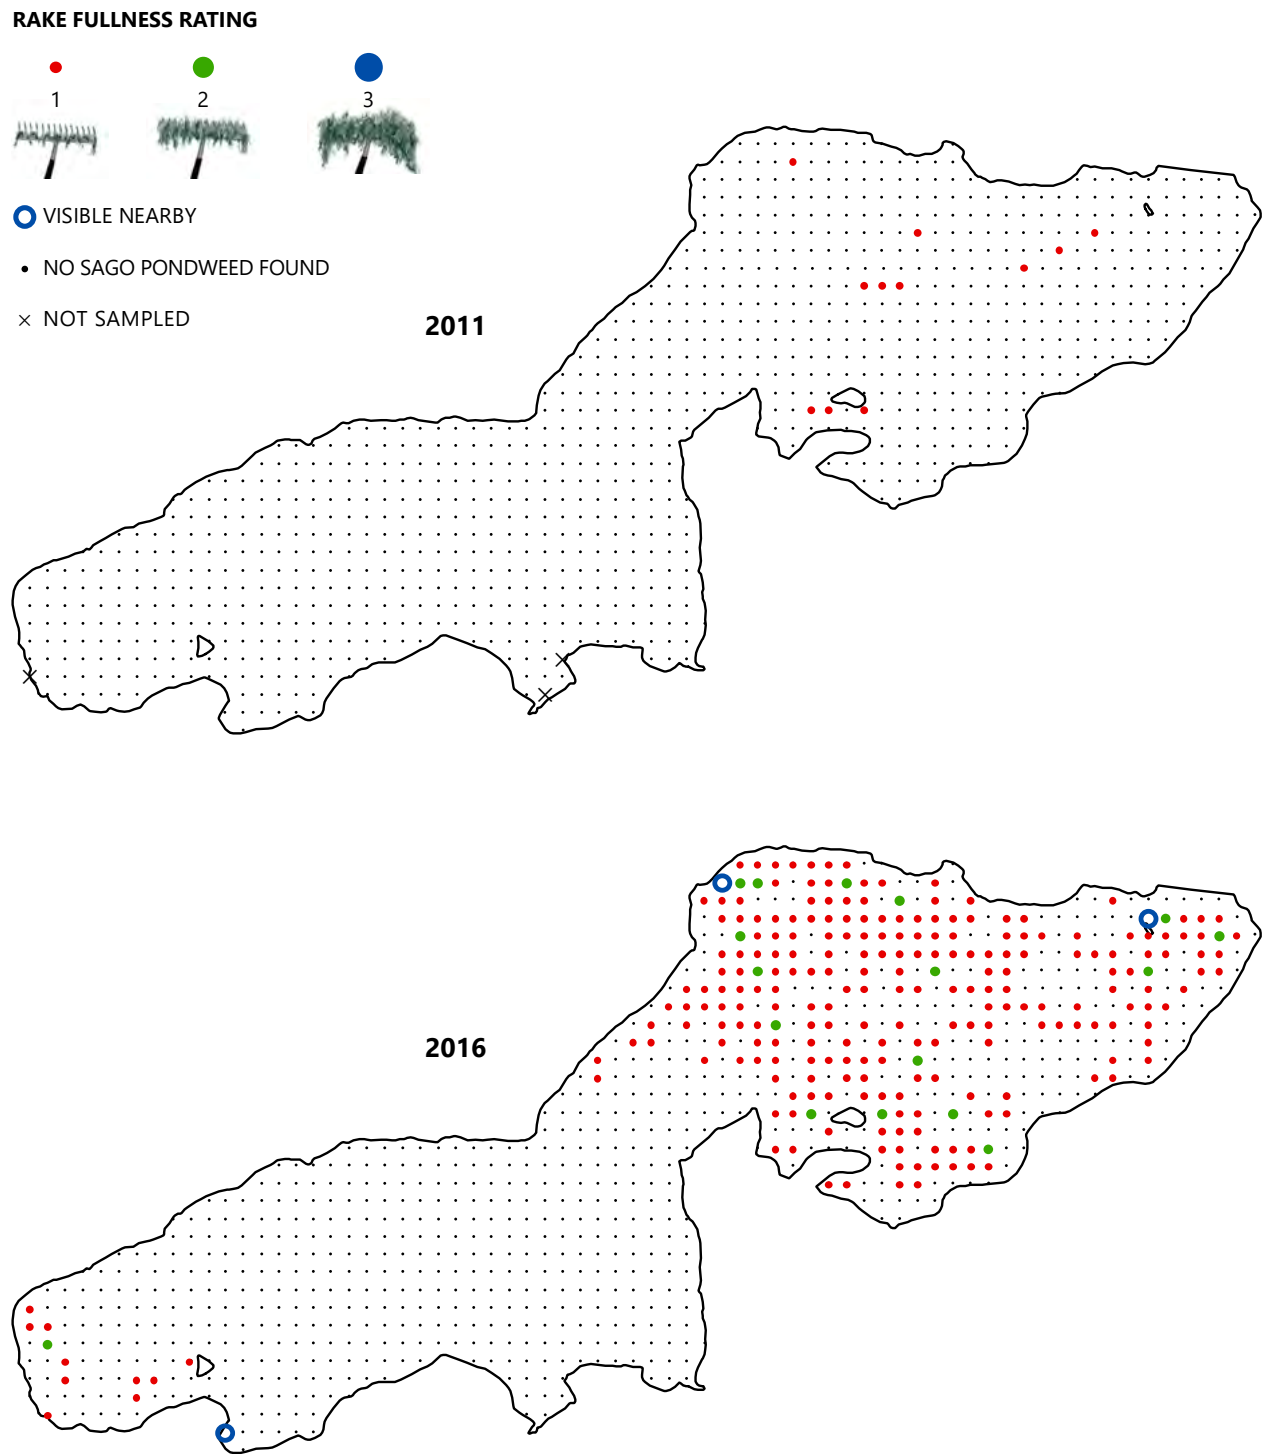 RAKE FULLNESS RATING
1 2 3
VISIBLE NEARBY
NO SAGO PONDWEED FOUND
NOT SAMPLED
2011
2016